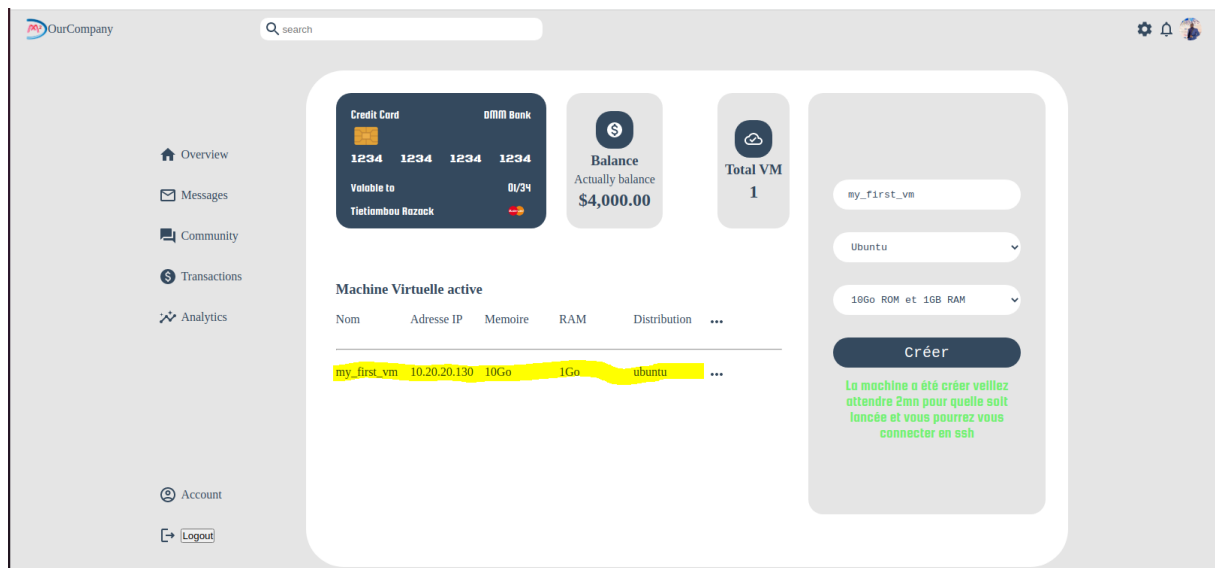 OurCompany
search
Overview
Messages
Community
Transactions
Analytics
Account
Logout
Credit Card DMM Bank
1234 1234 1234 1234
Valable to 01/34
Tietiambou Razack
Balance
Actually balance
$4,000.00
Total VM
1
Machine Virtuelle active
Nom Adresse IP Memoire RAM Distribution ...
my_first_vm 10.20.20.130 10Go 1Go ubuntu ...
my_first_vm
Ubuntu
10Go ROM et 1GB RAM
Créer
La machine a été créer veillez
attendre 2mn pour quelle soit
lancée et vous pourrez vous
connecter en ssh